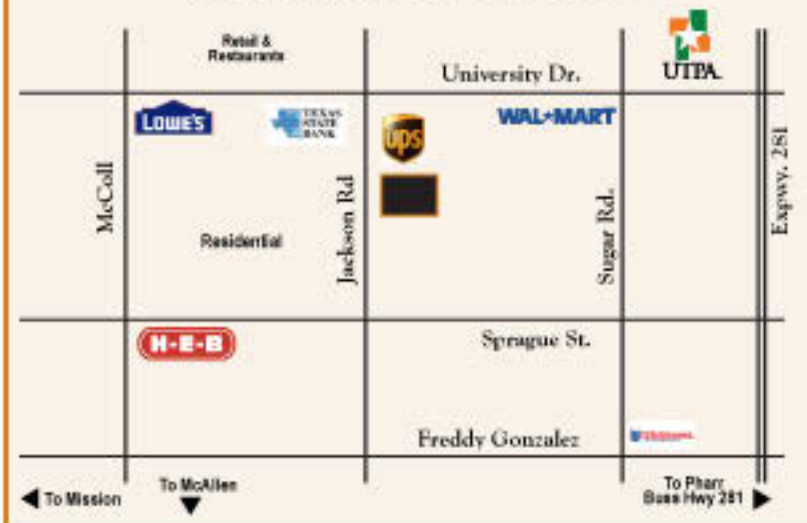 Retail &
Restaurants
University Dr.
UTPA
LOWE'S
TEXAS
STATE
BANK
ups
WAL★MART
McColl
Jackson Rd
Sugar Rd.
Expwy. 281
Residential
H-E-B
Sprague St.
Freddy Gonzalez
To Mission
To McAllen
To Pharr
Buss Hwy 281